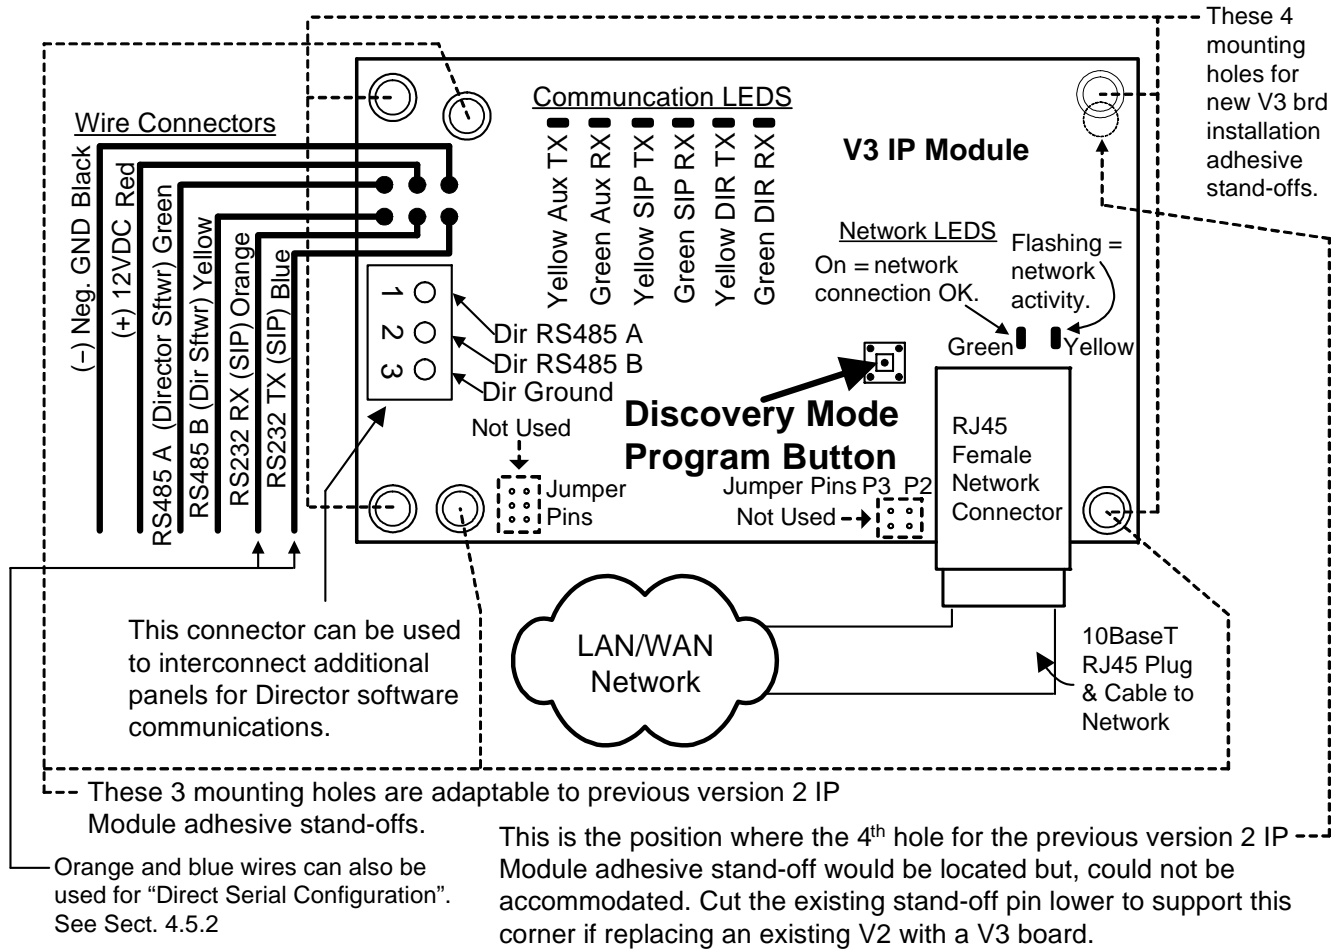 These 4
mounting
holes for
new V3 brd
installation
adhesive
stand-offs.
Communcation LEDS
Wire Connectors
V3 IP Module
Yellow Aux TX
Green Aux RX
Yellow SIP TX
Green SIP RX
Yellow DIR TX
Green DIR RX
(–) Neg. GND Black
(+) 12VDC Red
RS485 A (Director Sftwr) Green
RS485 B (Dir Sftwr) Yellow
RS232 RX (SIP) Orange
RS232 TX (SIP) Blue
Network LEDS
On = network
connection OK.
Flashing =
network
activity.
Green
Yellow
1
2
3
Dir RS485 A
Dir RS485 B
Dir Ground
Discovery Mode
Program Button
Not Used
Jumper
Pins
Jumper Pins P3 P2
Not Used
RJ45
Female
Network
Connector
This connector can be used
to interconnect additional
panels for Director software
communications.
LAN/WAN
Network
10BaseT
RJ45 Plug
& Cable to
Network
These 3 mounting holes are adaptable to previous version 2 IP
Module adhesive stand-offs.
Orange and blue wires can also be
used for “Direct Serial Configuration”.
See Sect. 4.5.2
This is the position where the 4th hole for the previous version 2 IP
Module adhesive stand-off would be located but, could not be
accommodated. Cut the existing stand-off pin lower to support this
corner if replacing an existing V2 with a V3 board.